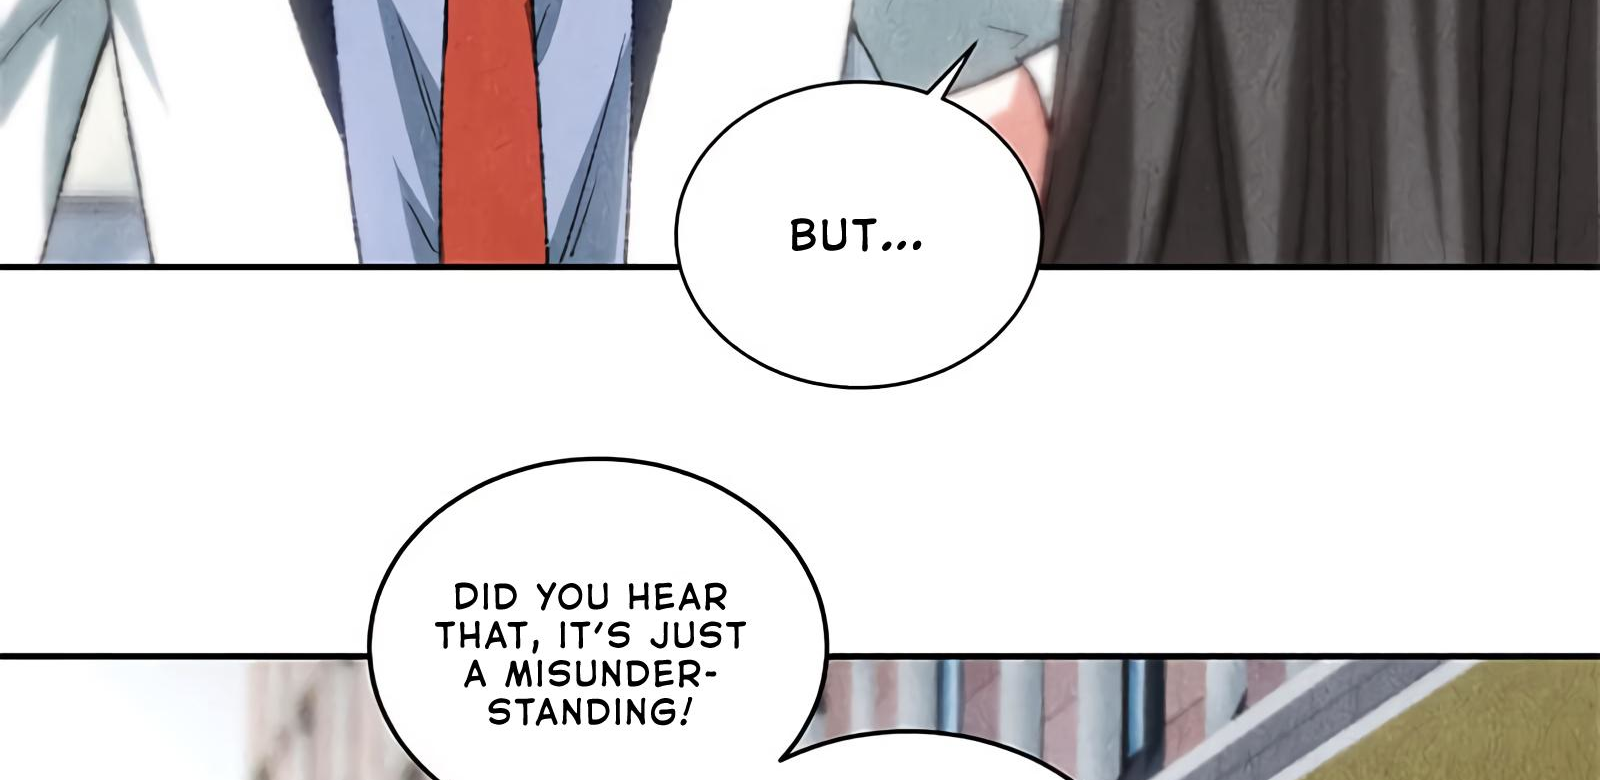 BUT...
DID YOU HEAR
THAT, IT'S JUST
A MISUNDER-
STANDING!